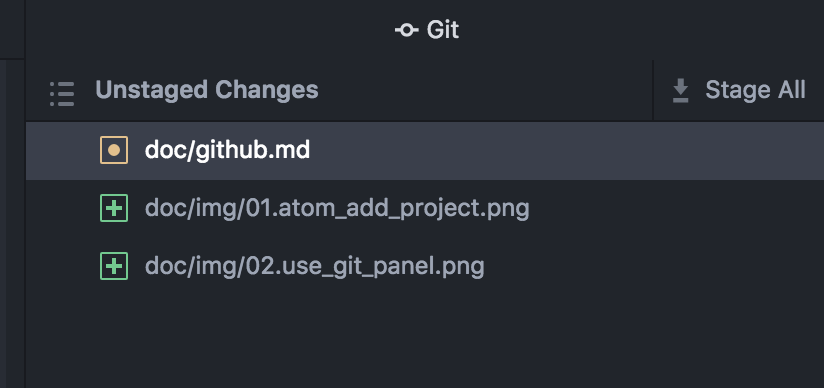 Git
Unstaged Changes
Stage All
doc/github.md
doc/img/01.atom_add_project.png
doc/img/02.use_git_panel.png